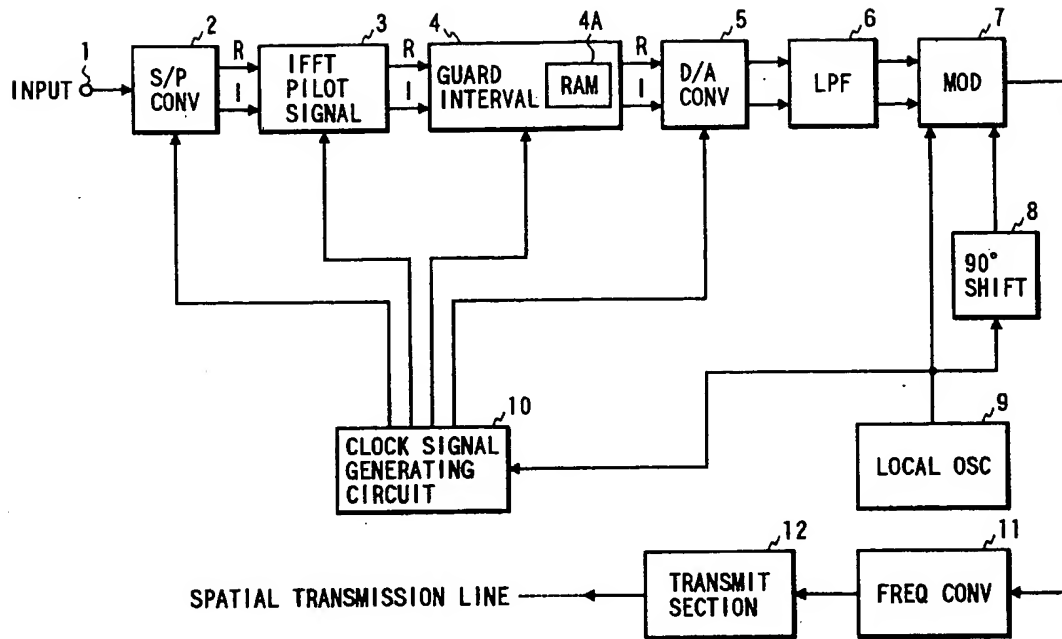 1
INPUT
2
S/P
CONV
R
I
3
IFFT
PILOT
SIGNAL
R
I
4
GUARD
INTERVAL
4A
RAM
R
I
5
D/A
CONV
6
LPF
7
MOD
8
90°
SHIFT
9
LOCAL OSC
10
CLOCK SIGNAL
GENERATING
CIRCUIT
11
FREQ CONV
12
TRANSMIT
SECTION
SPATIAL TRANSMISSION LINE